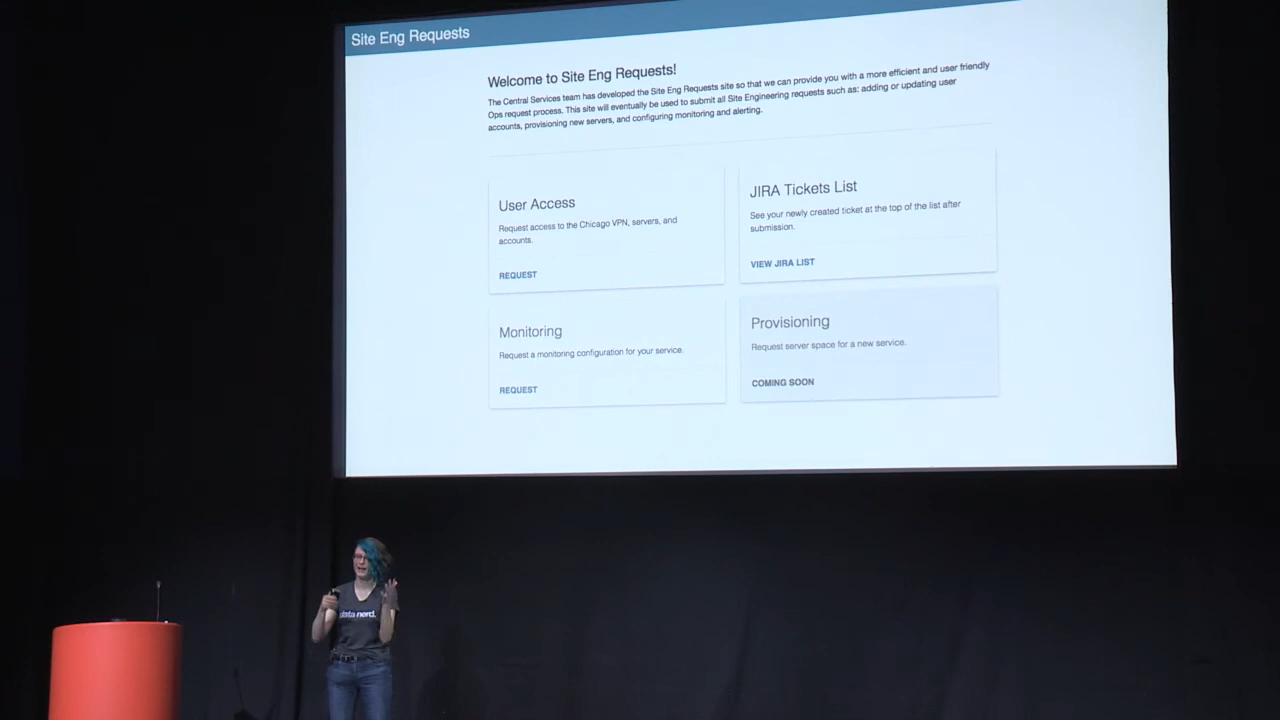 Site Eng Requests
Welcome to Site Eng Requests!
The Central Services team has developed the Site Eng Requests site so that we can provide you with a more efficient and user friendly
Ops request process. This site will eventually be used to submit all Site Engineering requests such as: adding or updating user
accounts, provisioning new servers, and configuring monitoring and alerting.
User Access
Request access to the Chicago VPN, servers, and
accounts.
REQUEST
JIRA Tickets List
See your newly created ticket at the top of the list after
submission.
VIEW JIRA LIST
Monitoring
Request a monitoring configuration for your service.
REQUEST
Provisioning
Request server space for a new service.
COMING SOON
data nerd.